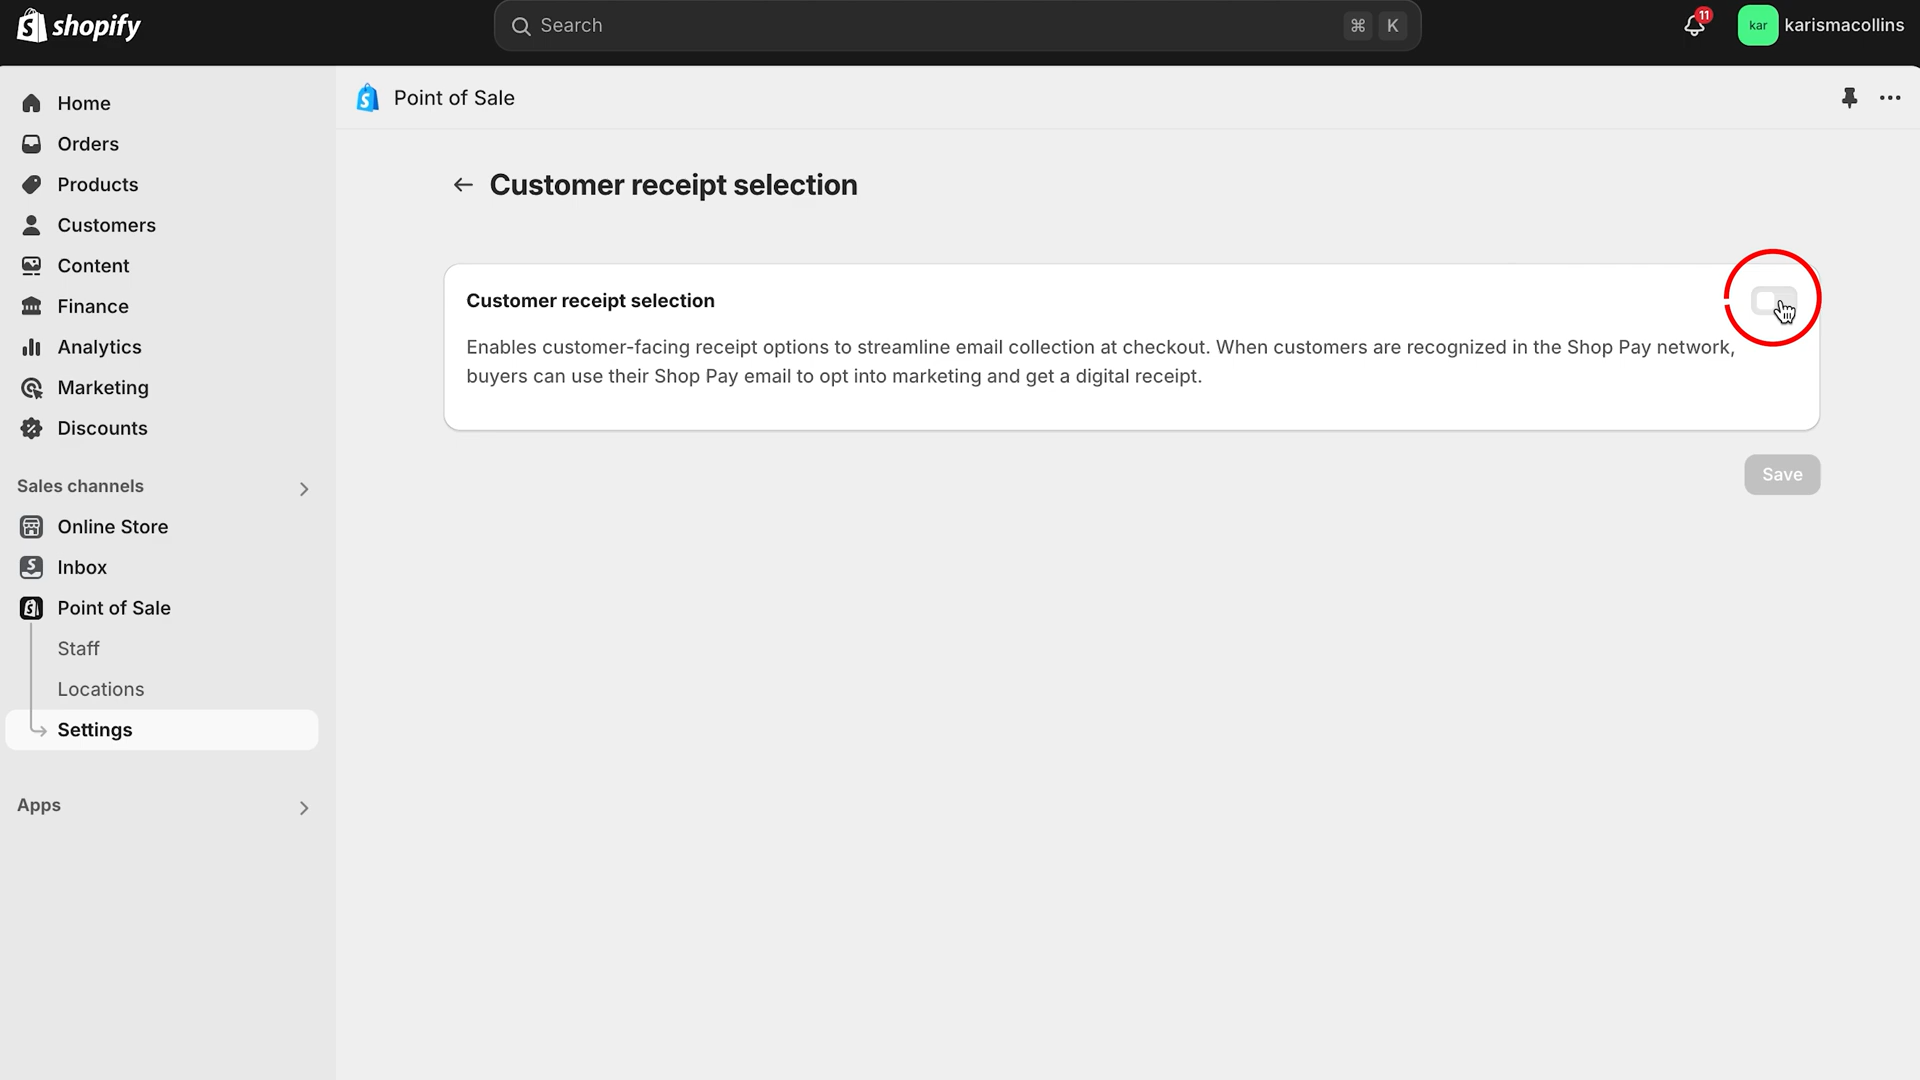 shopify
Search
⌘ K
11
kar
karismacollins
Home
Orders
Products
Customers
Content
Finance
Analytics
Marketing
Discounts
Sales channels
Online Store
Inbox
Point of Sale
Staff
Locations
Settings
Apps
Point of Sale
Customer receipt selection
Customer receipt selection
Enables customer-facing receipt options to streamline email collection at checkout. When customers are recognized in the Shop Pay network,
buyers can use their Shop Pay email to opt into marketing and get a digital receipt.
Save